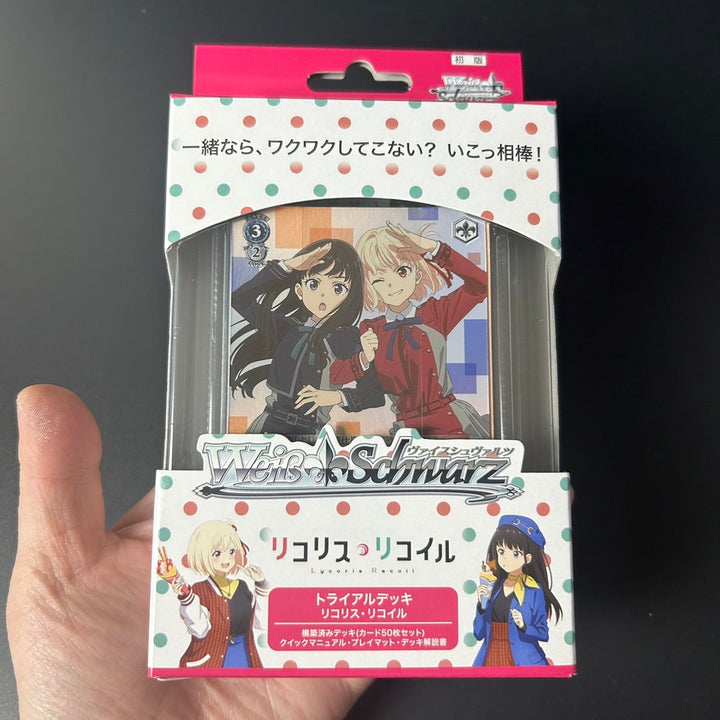 初版
Weiß Schwarz
一緒なら、ワクワクしてこない? いこっ相棒!
3
2
ヴァイスシュヴァルツ
Weiß Schwarz
リコリス・リコイル
Lycoris Recoil
トライアルデッキ
リコリス・リコイル
構築済みデッキ(カード50枚セット)
クイックマニュアル・プレイマット・デッキ解説書